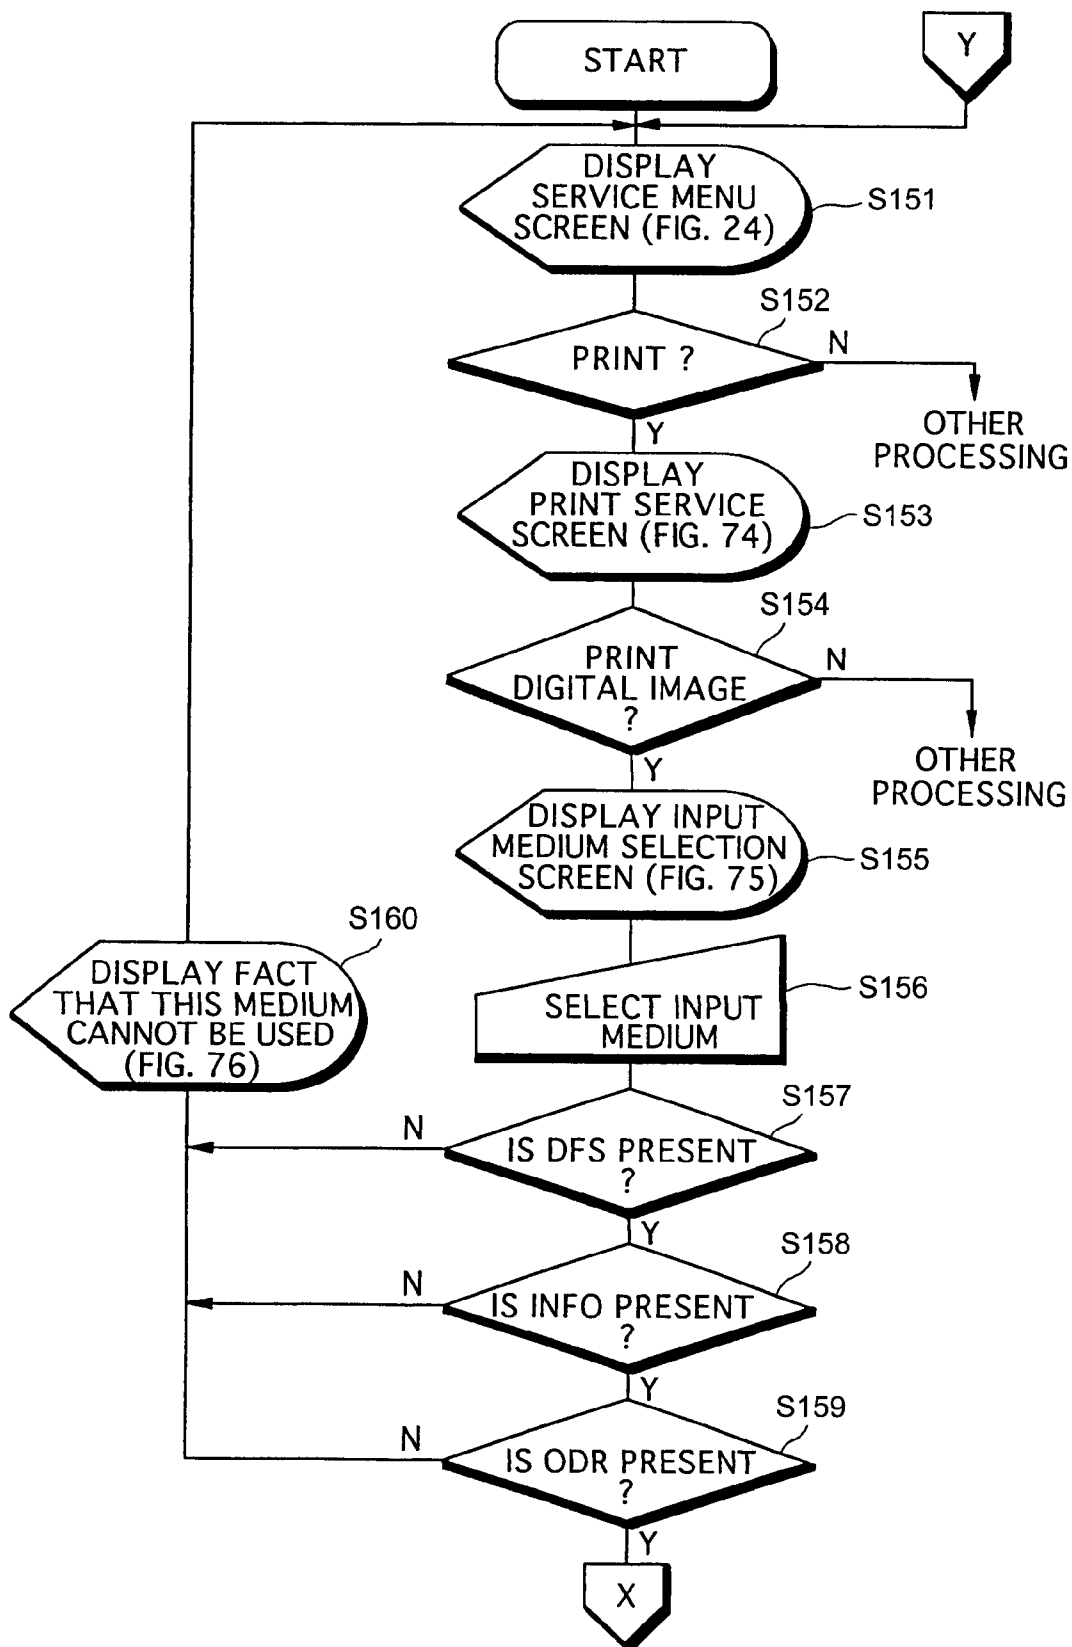 START
Y
DISPLAY
SERVICE MENU
SCREEN (FIG. 24)
S151
S152
PRINT ?
N
Y
OTHER
PROCESSING
DISPLAY
PRINT SERVICE
SCREEN (FIG. 74)
S153
S154
PRINT
DIGITAL IMAGE
?
N
Y
OTHER
PROCESSING
DISPLAY INPUT
MEDIUM SELECTION
SCREEN (FIG. 75)
S155
S160
DISPLAY FACT
THAT THIS MEDIUM
CANNOT BE USED
(FIG. 76)
SELECT INPUT
MEDIUM
S156
S157
N
IS DFS PRESENT
?
Y
S158
N
IS INFO PRESENT
?
Y
S159
N
IS ODR PRESENT
?
Y
X